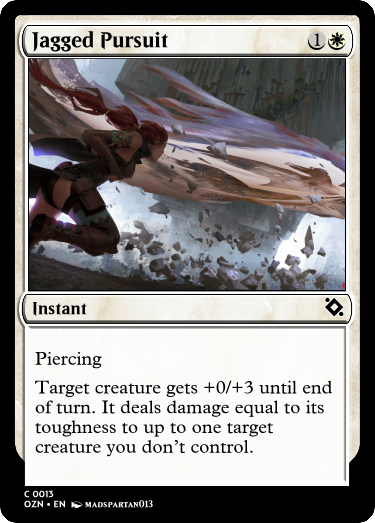 Jagged Pursuit 1
Instant
Piercing
Target creature gets +0/+3 until end
of turn. It deals damage equal to its
toughness to up to one target
creature you don't control.
C 0013
OZN • EN MADSPARTAN013